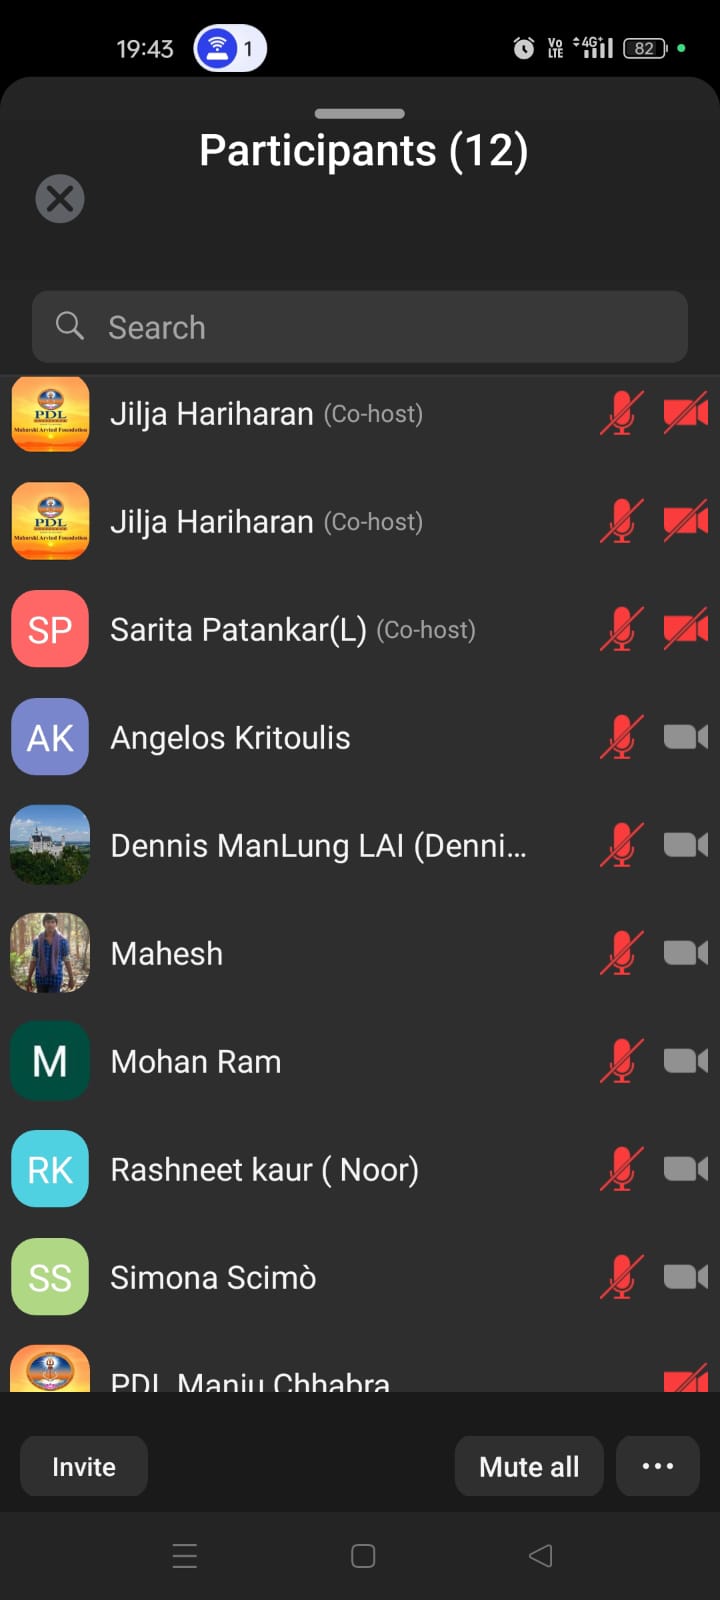 19:43
1
Vo
LTE
4G+
82
Participants (12)
Search
PDL
Maharshi Arvind Foundation
Jilja Hariharan (Co-host)
PDL
Maharshi Arvind Foundation
Jilja Hariharan (Co-host)
SP
Sarita Patankar(L) (Co-host)
AK
Angelos Kritoulis
Dennis ManLung LAI (Denni...
Mahesh
M
Mohan Ram
RK
Rashneet kaur ( Noor)
SS
Simona Scimò
PDL Manju Chhabra
Invite
Mute all